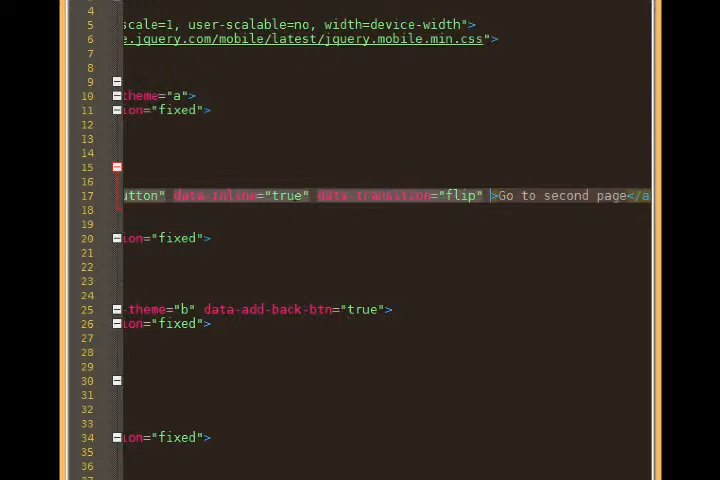 4
5 scale=1, user-scalable=no, width=device-width">
6 e.jquery.com/mobile/latest/jquery.mobile.min.css">
7
8
9
10 theme="a">
11 ion="fixed">
12
13
14
15
16
17 utton" data-inline="true" data-transition="flip" >Go to second page</a
18
19
20 ion="fixed">
21
22
23
24
25 -theme="b" data-add-back-btn="true">
26 ion="fixed">
27
28
29
30
31
32
33
34 ion="fixed">
35
36
37